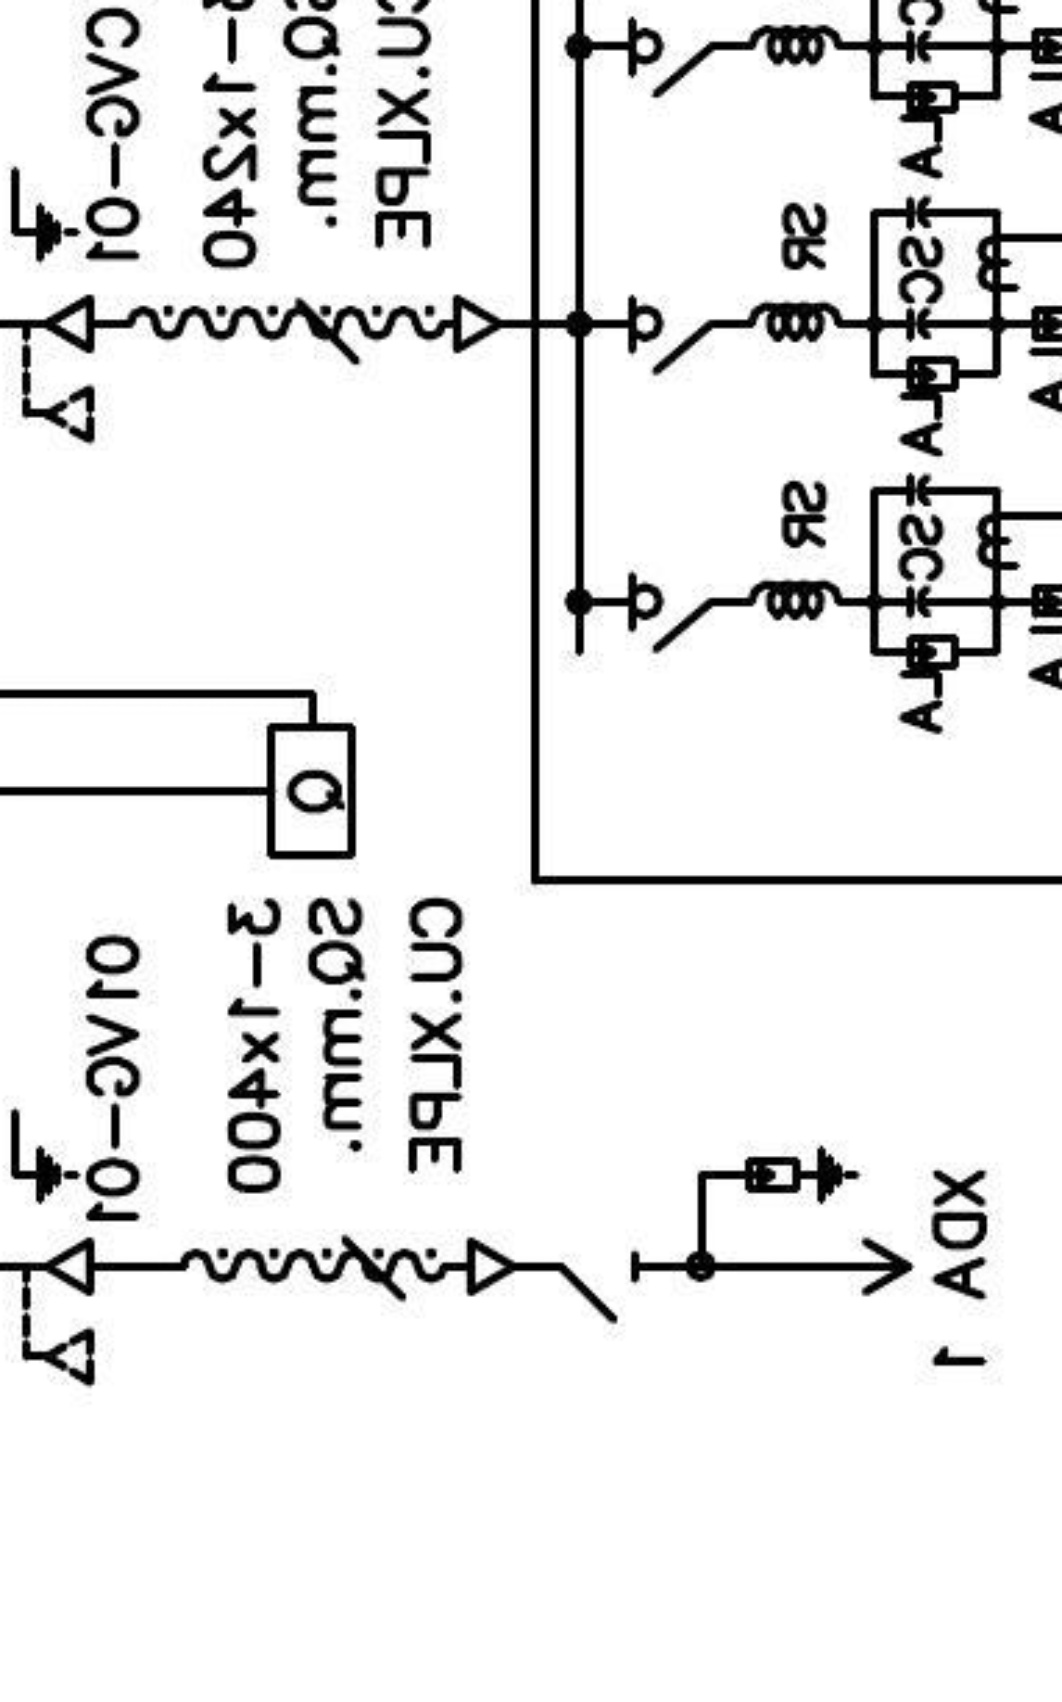 CVG-01
3-1x240
SQ.mm.
CU.XLPE
SR
SC
LA
SR
SC
LA
LA
Q
01VG-01
3-1x400
SQ.mm.
CU.XLPE
XDA 1